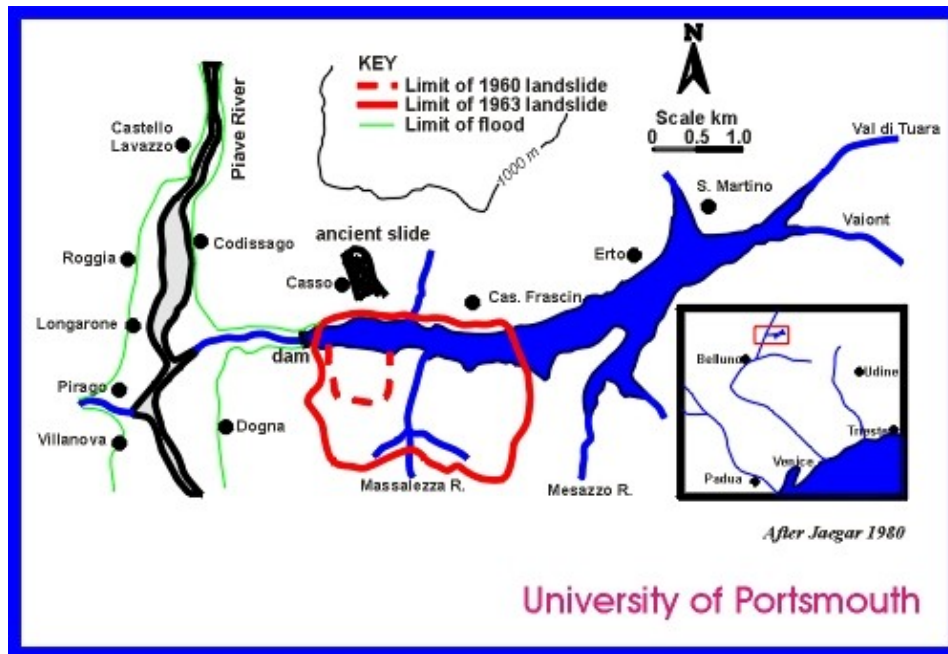 N
KEY
Limit of 1960 landslide
Limit of 1963 landslide
Limit of flood
Scale km
0 0.5 1.0
Castello
Lavazzo
Piave River
1000 m
Val di Tuara
S. Martino
Vaiont
Roggia
Codissago
ancient slide
Casso
Erto
Cas. Frascin
Longarone
dam
Pirago
Villanova
Dogna
Massalezza R.
Mesazzo R.
Belluno
Udine
Trieste
Venice
Padua
After Jaegar 1980
University of Portsmouth